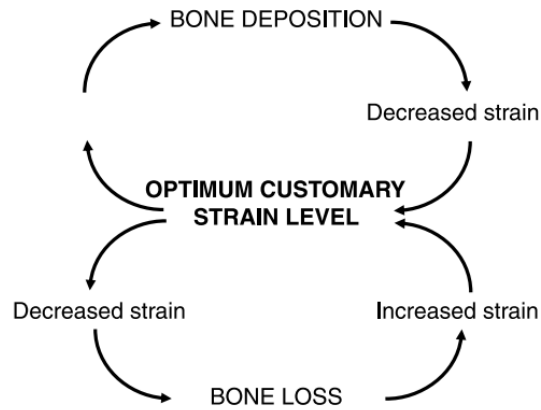 BONE DEPOSITION
Decreased strain
OPTIMUM CUSTOMARY
STRAIN LEVEL
Decreased strain
Increased strain
BONE LOSS